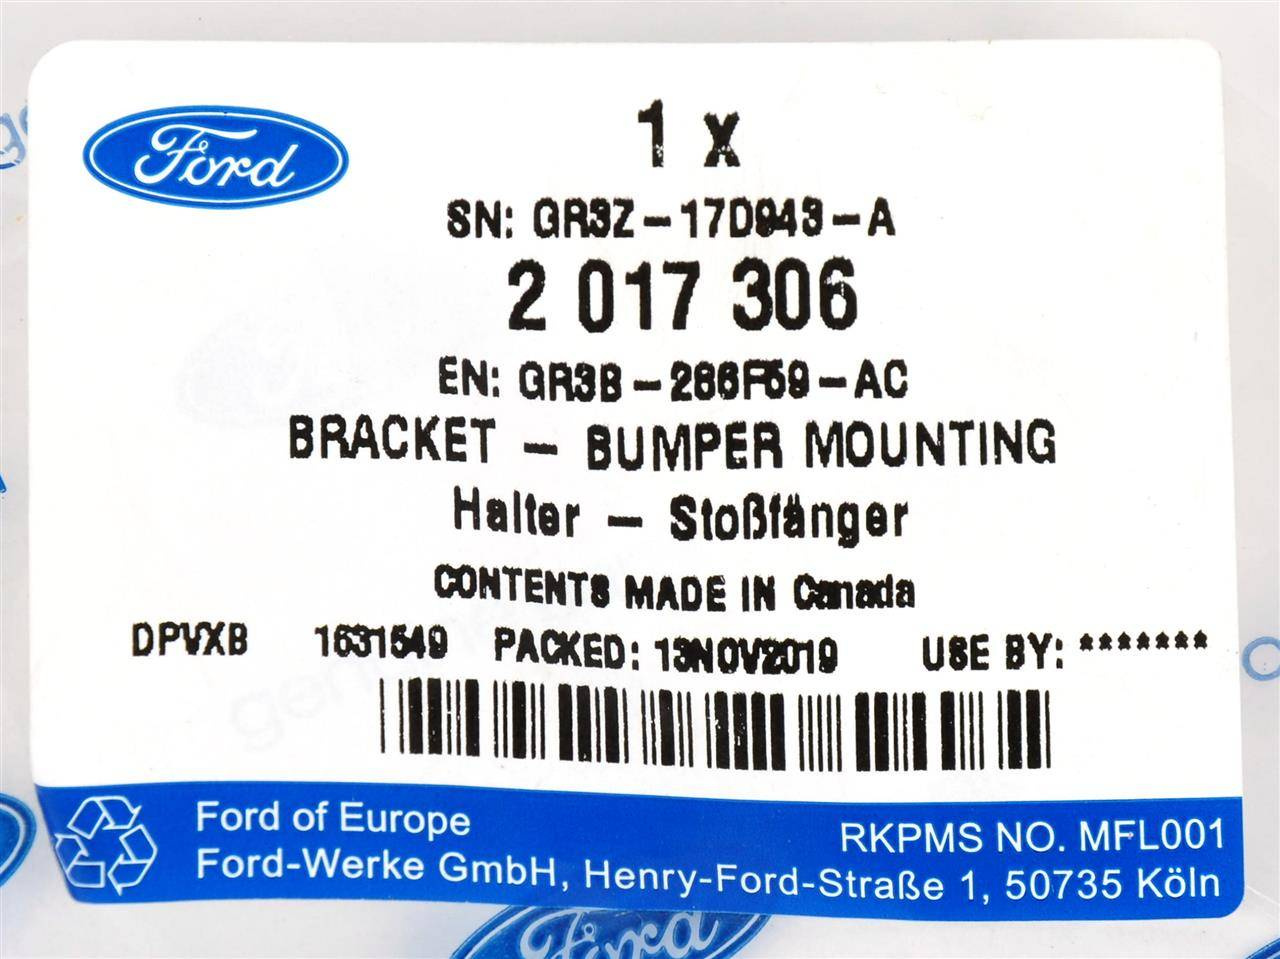 Ford
1 x
SN: GR3Z-17D943-A
2 017 306
EN: GR3B-286F59-AC
BRACKET - BUMPER MOUNTING
Halter - Stoßfänger
CONTENTS MADE IN Canada
DPVXB 1631549 PACKED: 13NOV2019 USE BY: *******
Ford of Europe
RKPMS NO. MFL001
Ford-Werke GmbH, Henry-Ford-Straße 1, 50735 Köln
Ford